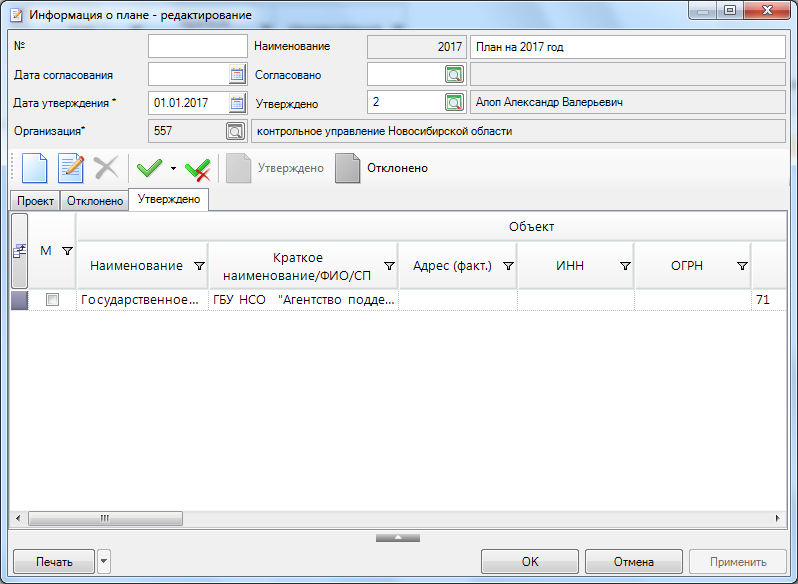 Информация о плане - редактирование
№ Наименование 2017 План на 2017 год
Дата согласования Согласовано
Дата утверждения * 01.01.2017 Утверждено 2 Алоп Александр Валерьевич
Организация* 557 контрольное управление Новосибирской области
Утверждено Отклонено
Проект Отклонено Утверждено
Объект
М Наименование Краткое наименование/ФИО/СП Адрес (факт.) ИНН ОГРН
Государственное... ГБУ НСО "Агентство подде... 71
Печать OK Отмена Применить